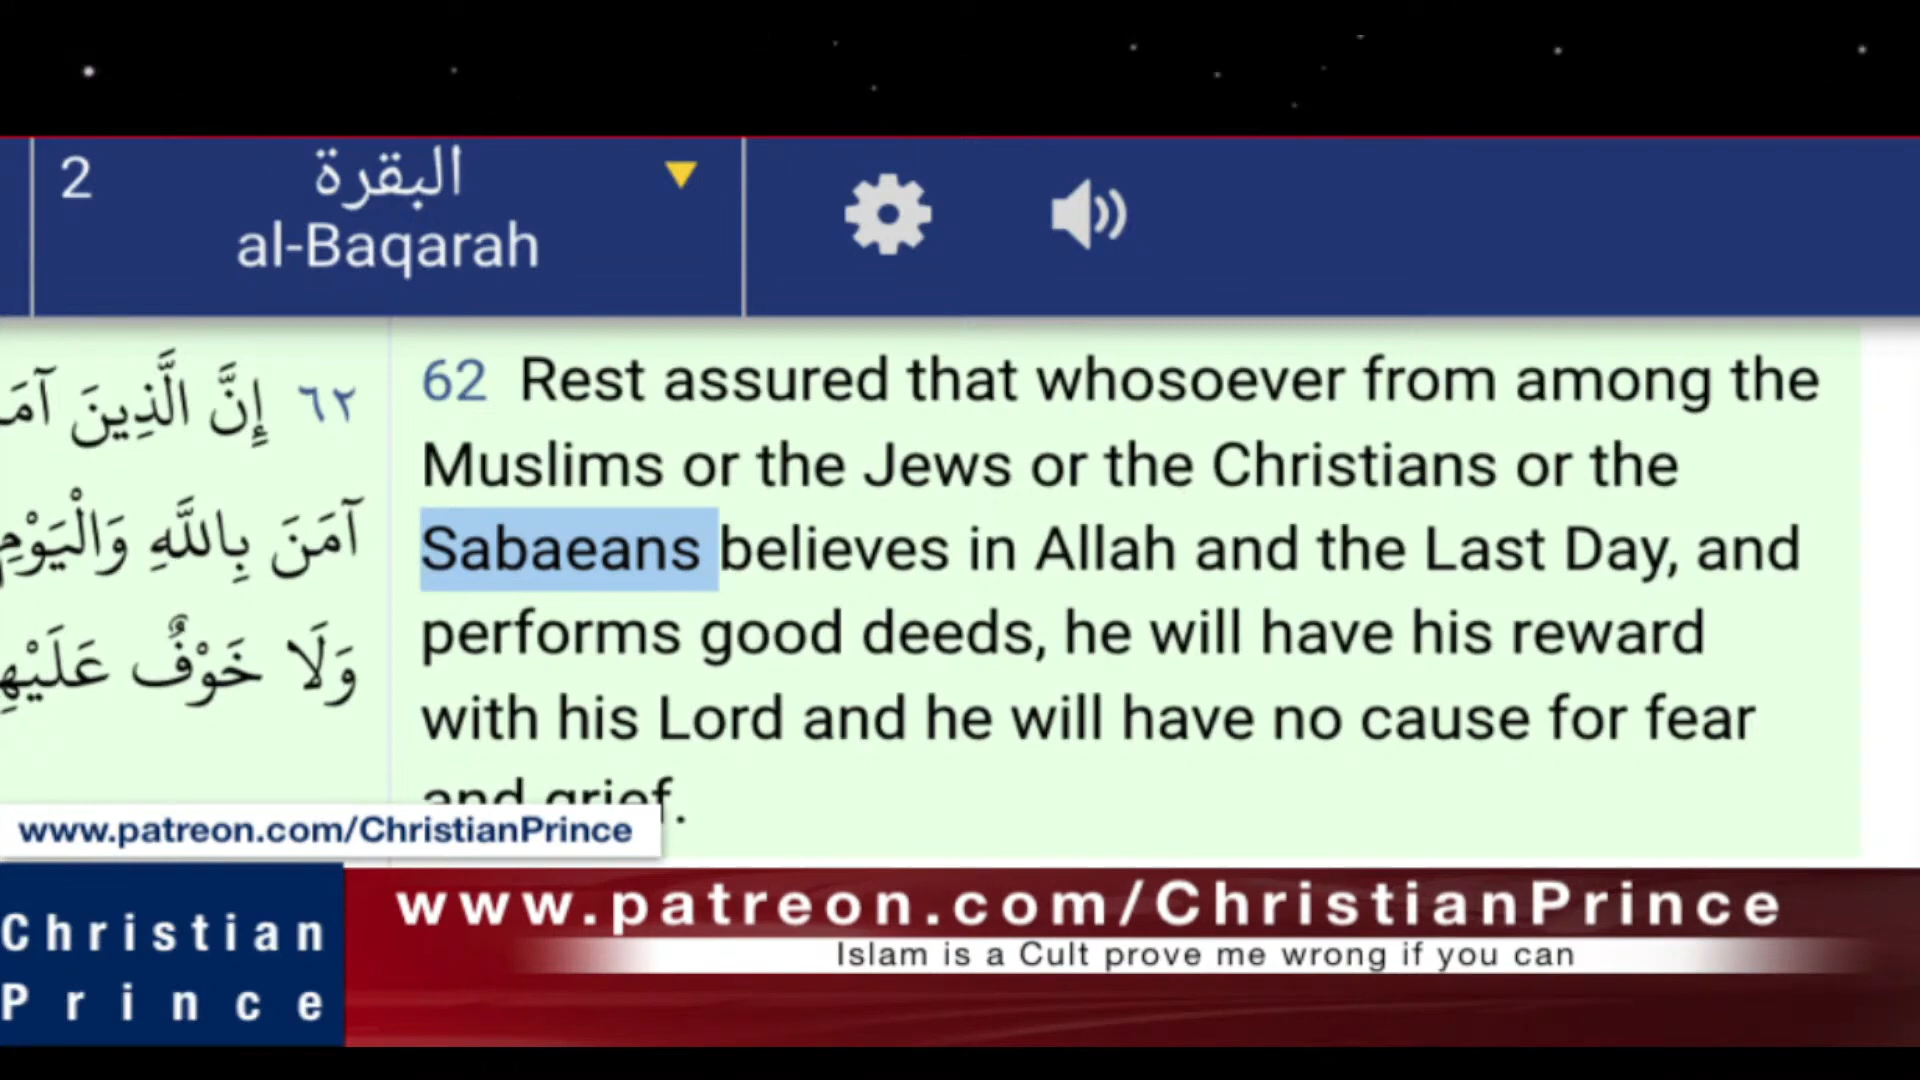 2
البقرة
al-Baqarah
٦٢ إِنَّ الَّذِينَ
آمَنَ بِاللَّهِ وَالْيَوْمِ
وَلَا خَوْفٌ
62 Rest assured that whosoever from among the
Muslims or the Jews or the Christians or the
Sabaeans believes in Allah and the Last Day, and
performs good deeds, he will have his reward
with his Lord and he will have no cause for fear
and grief.
www.patreon.com/ChristianPrince
Christian
Prince
www.patreon.com/ChristianPrince
Islam is a Cult prove me wrong if you can